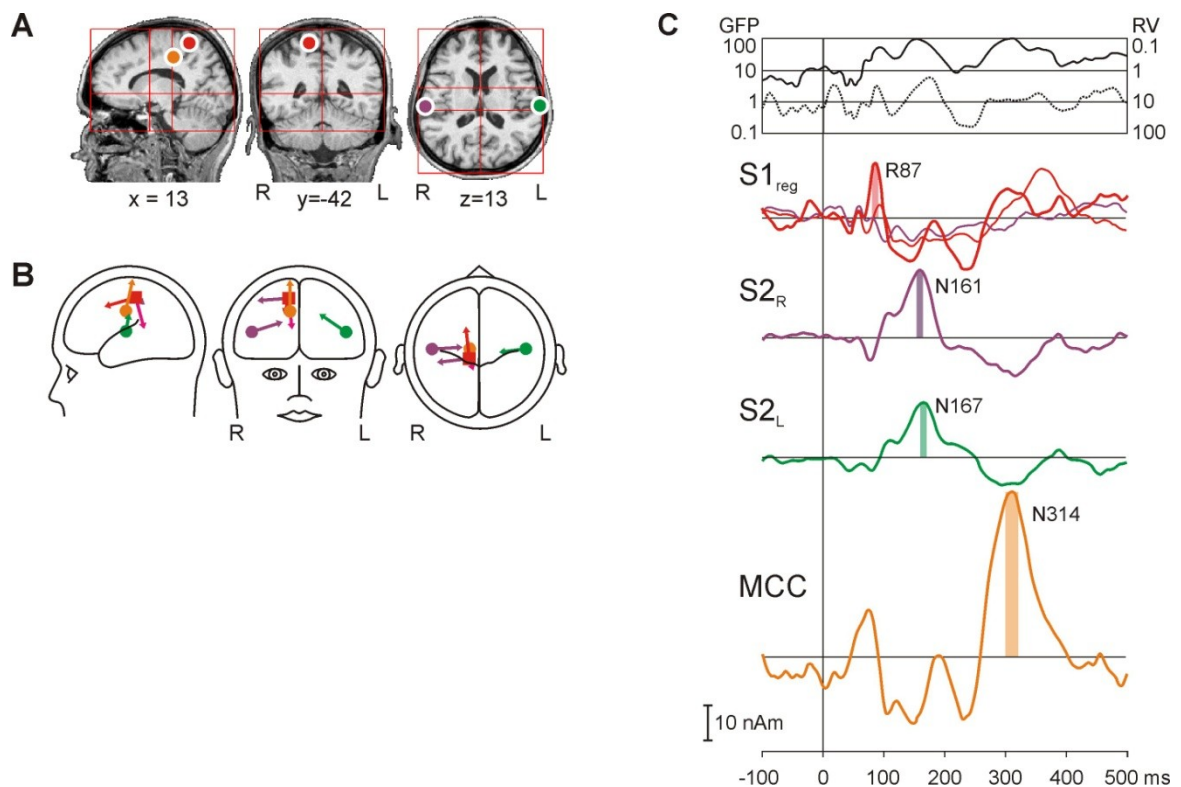 A
R
L
R
L
x = 13
y=-42
z=13
B
R
L
R
L
C
GFP
RV
100
10
1
0.1
0.1
1
10
100
S1reg
R87
S2R
N161
S2L
N167
MCC
N314
10 nAm
-100 0 100 200 300 400 500 ms